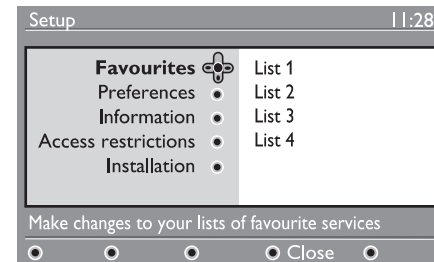 Setup 11:28
Favourites List 1
Preferences List 2
Information List 3
Access restrictions List 4
Installation
Make changes to your lists of favourite services
Close